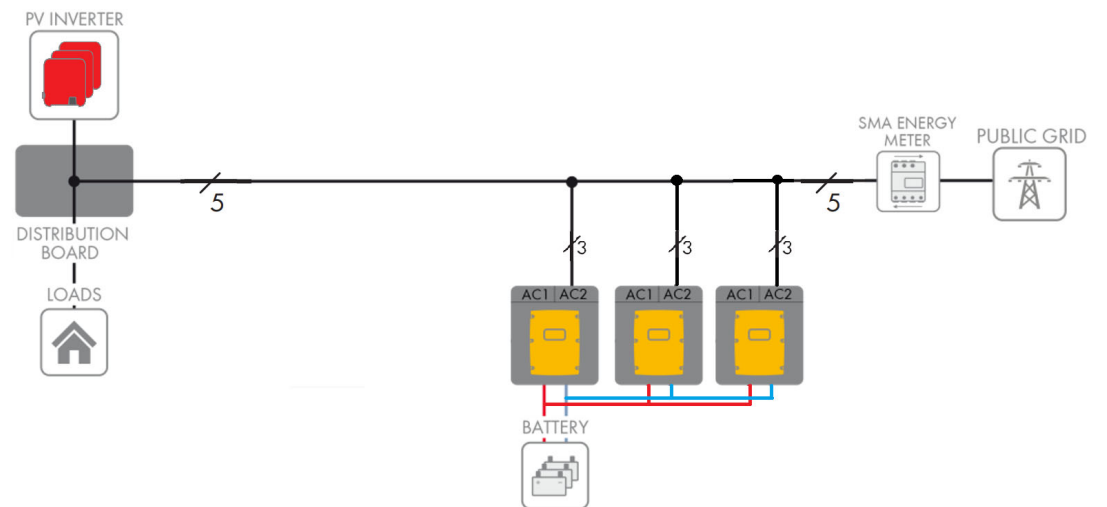 PV INVERTER
SMA ENERGY
METER
PUBLIC GRID
5
5
DISTRIBUTION
BOARD
3
3
3
LOADS
AC1 AC2
AC1 AC2
AC1 AC2
BATTERY